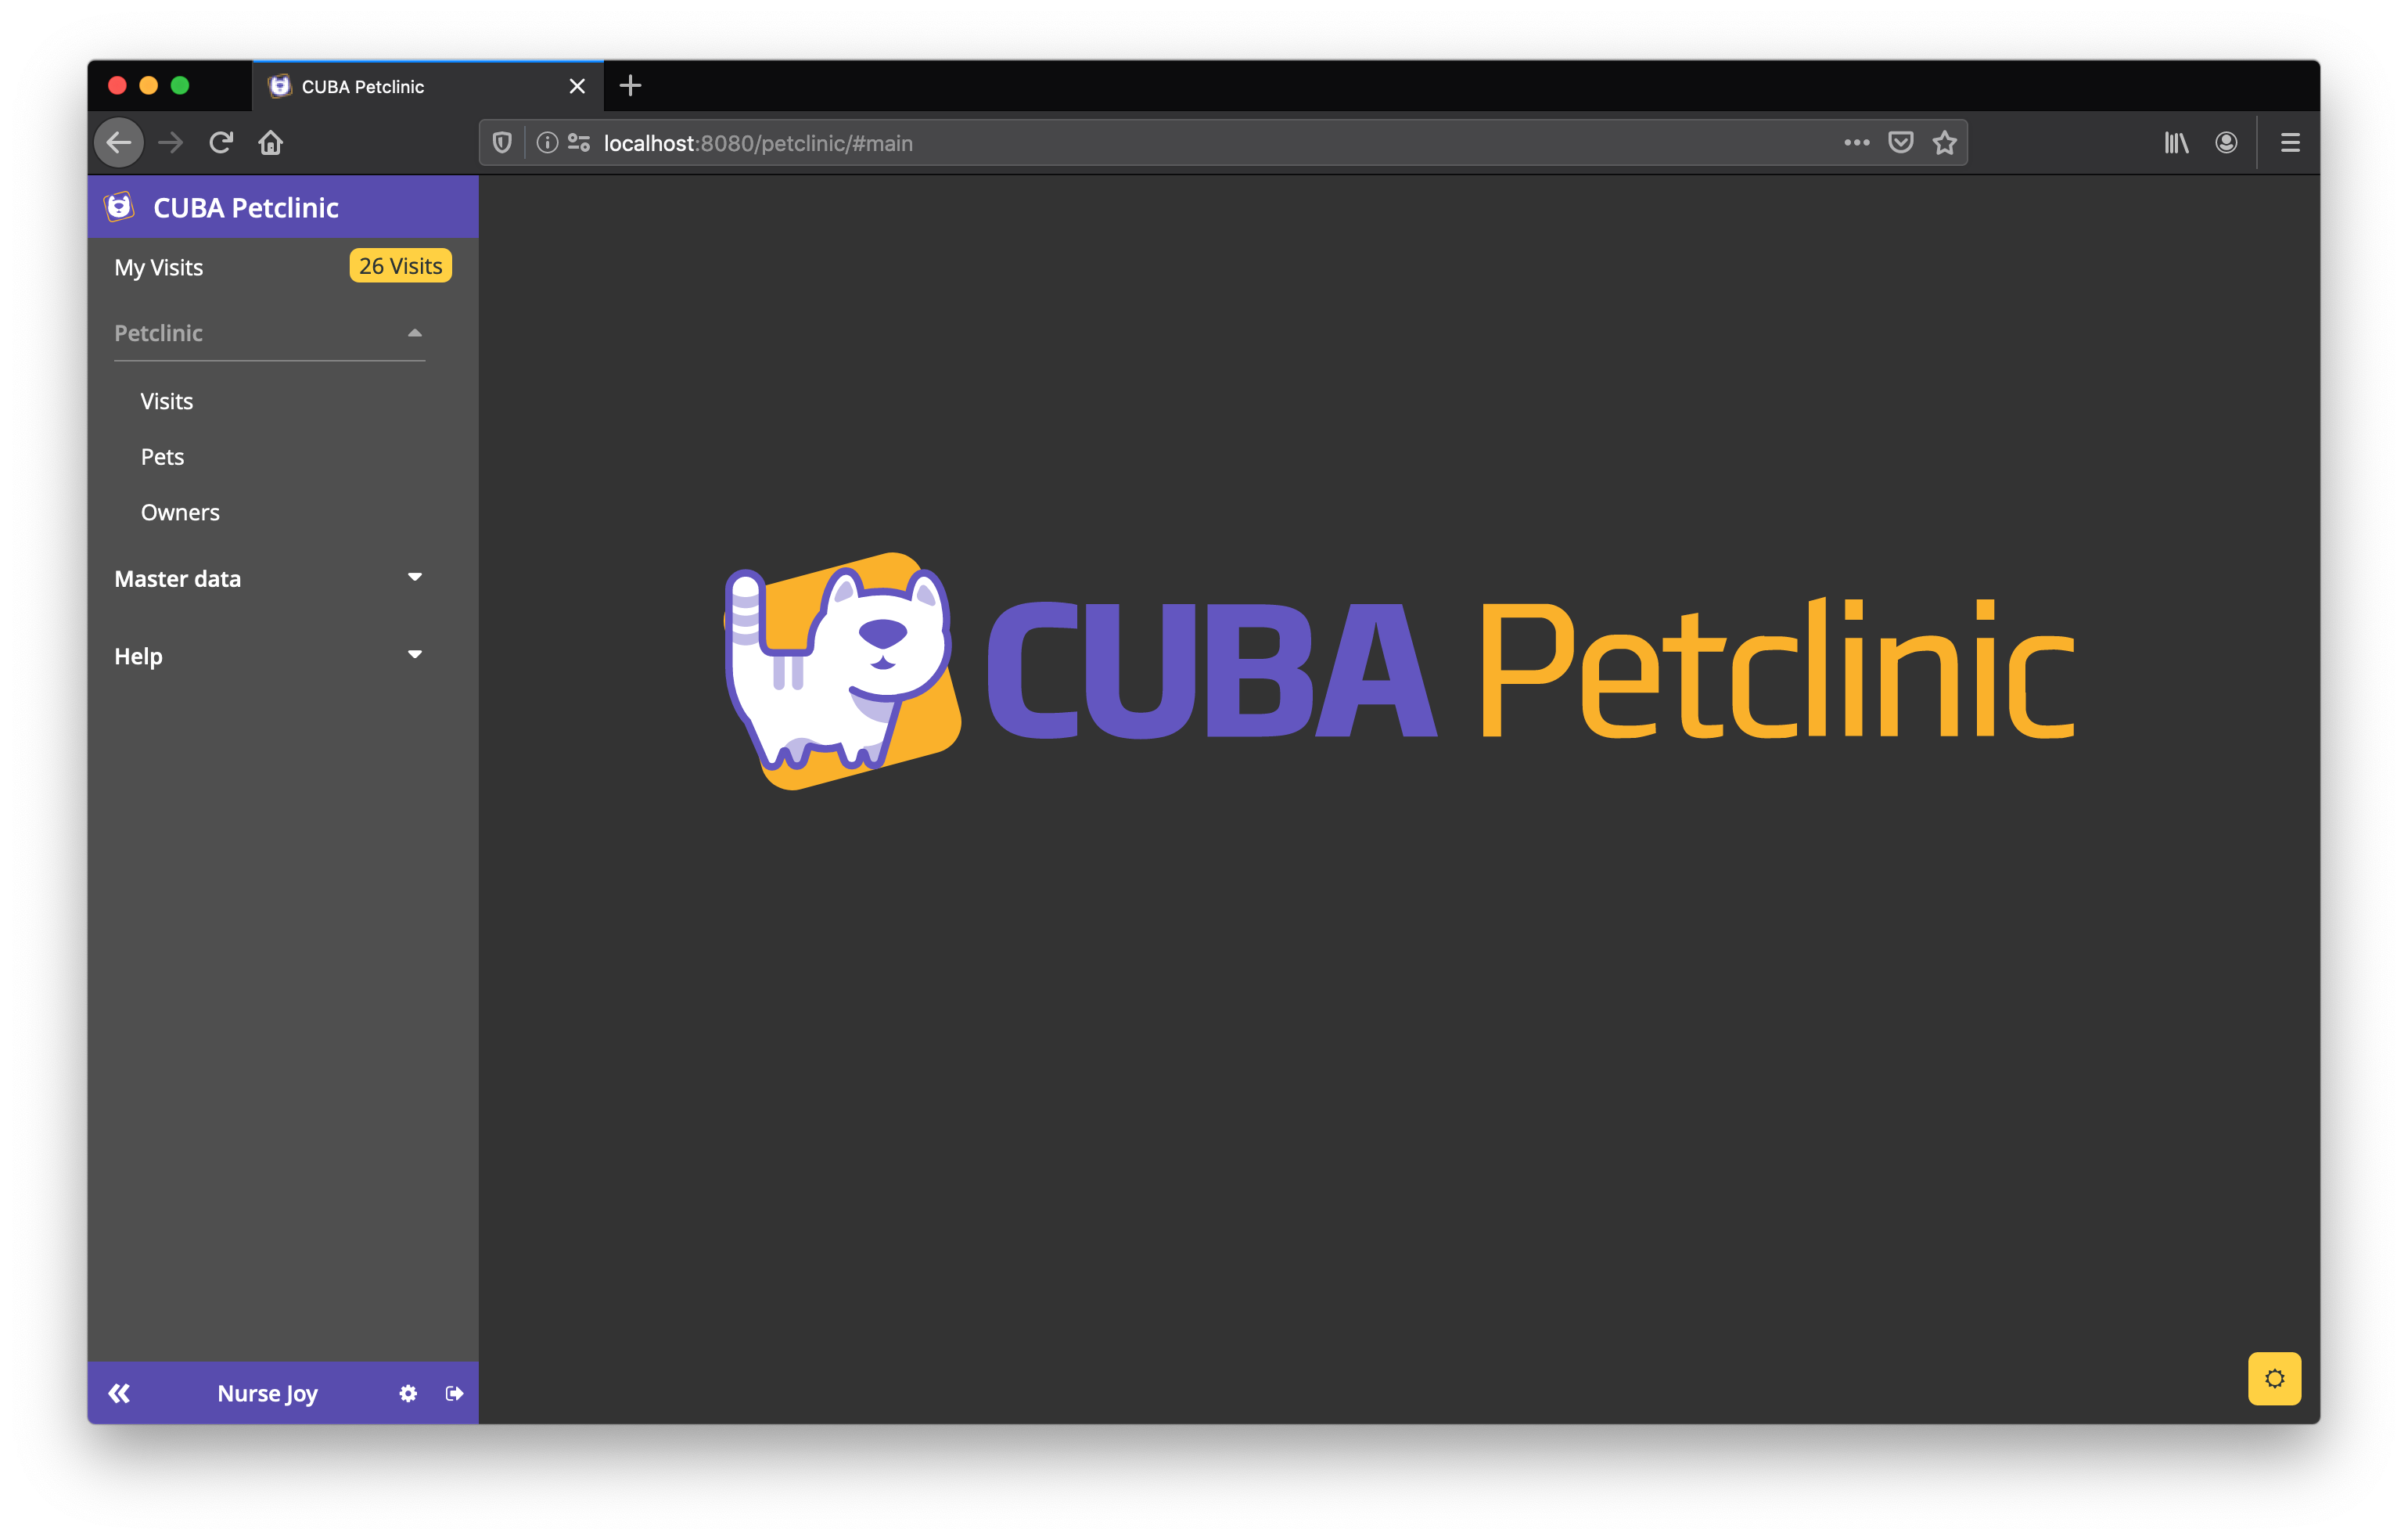 CUBA Petclinic
localhost:8080/petclinic/#main
CUBA Petclinic
My Visits 26 Visits
Petclinic
Visits
Pets
Owners
Master data
Help
CUBA Petclinic
Nurse Joy